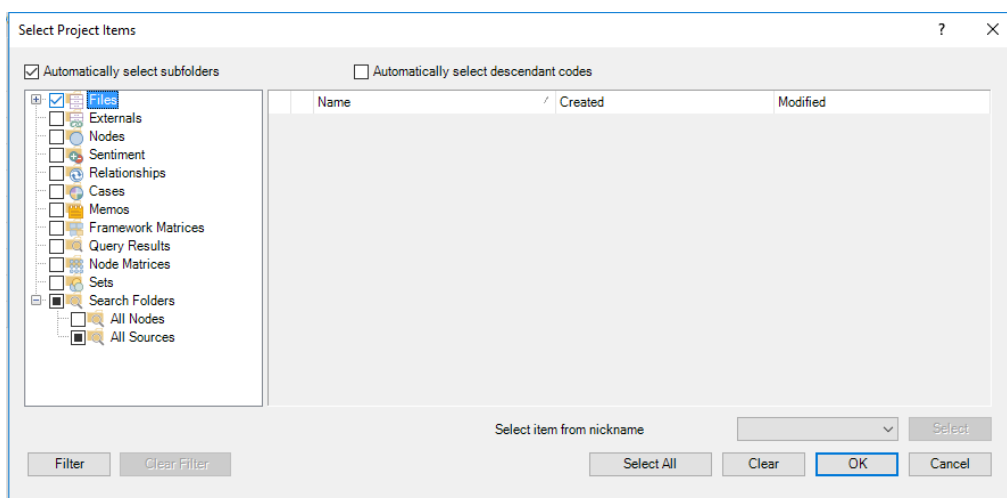 Select Project Items
?
Automatically select subfolders
Automatically select descendant codes
Files
Externals
Nodes
Sentiment
Relationships
Cases
Memos
Framework Matrices
Query Results
Node Matrices
Sets
Search Folders
All Nodes
All Sources
Name / Created Modified
Select item from nickname
Select
Filter
Clear Filter
Select All
Clear
OK
Cancel